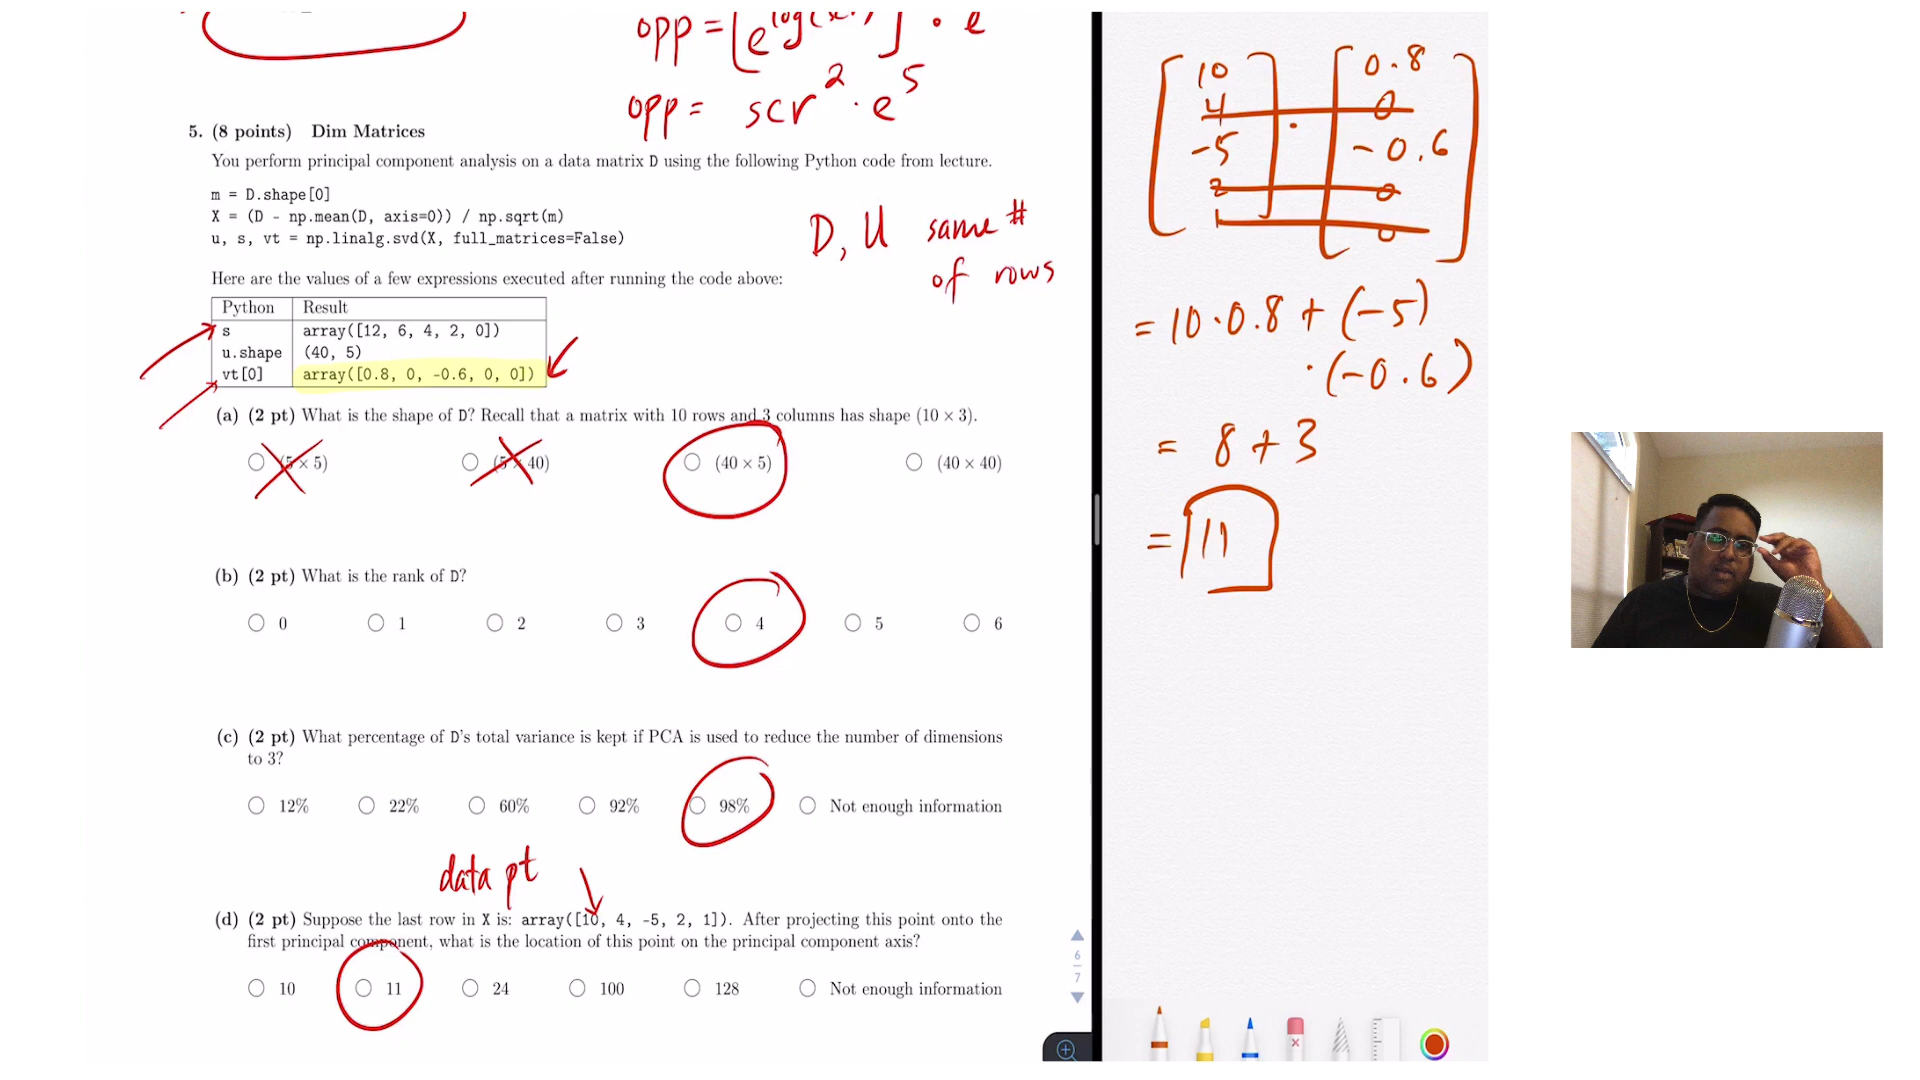 opp = [e^log(sc
] · e
opp = scr² · e⁵
5. (8 points) Dim Matrices
You perform principal component analysis on a data matrix D using the following Python code from lecture.
m = D.shape[0]
X = (D - np.mean(D, axis=0)) / np.sqrt(m)
u, s, vt = np.linalg.svd(X, full_matrices=False)
D, U same #
of rows
Here are the values of a few expressions executed after running the code above:
Python Result
s array([12, 6, 4, 2, 0])
u.shape (40, 5)
vt[0] array([0.8, 0, -0.6, 0, 0])
(a) (2 pt) What is the shape of D? Recall that a matrix with 10 rows and 3 columns has shape (10 × 3).
(5 × 5) (5 × 40) (40 × 5) (40 × 40)
(b) (2 pt) What is the rank of D?
0 1 2 3 4 5 6
(c) (2 pt) What percentage of D's total variance is kept if PCA is used to reduce the number of dimensions
to 3?
12% 22% 60% 92% 98% Not enough information
data pt
(d) (2 pt) Suppose the last row in X is: array([10, 4, -5, 2, 1]). After projecting this point onto the
first principal component, what is the location of this point on the principal component axis?
10 11 24 100 128 Not enough information
6
7
10 0.8
4 0
-5 · -0.6
2 0
1 0
= 10·0.8 + (-5)
·(-0.6)
= 8+3
= 11